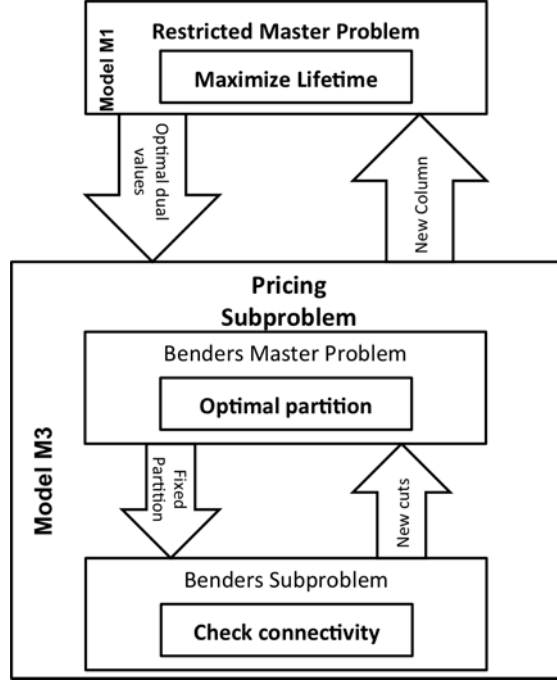 Restricted Master Problem
Model M1
Maximize Lifetime
Optimal dual
values
New Column
Pricing
Subproblem
Benders Master Problem
Optimal partition
Model M3
Fixed
Partition
New cuts
Benders Subproblem
Check connectivity